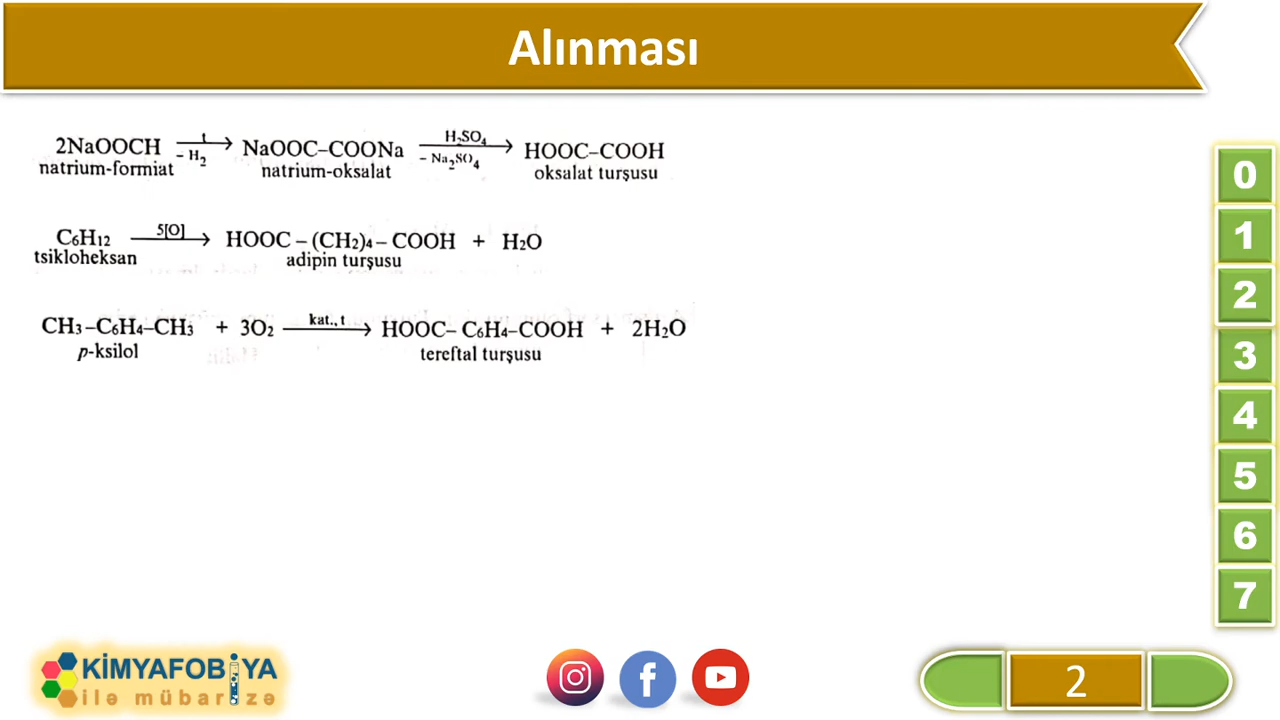 Alınması
2NaOOCH —t→ – H₂ NaOOC–COONa —H₂SO₄→ – Na₂SO₄ HOOC–COOH
natrium-formiat natrium-oksalat oksalat turşusu
C₆H₁₂ —5[O]→ HOOC – (CH₂)₄ – COOH + H₂O
tsikloheksan adipin turşusu
CH₃–C₆H₄–CH₃ + 3O₂ —kat., t→ HOOC– C₆H₄–COOH + 2H₂O
p-ksilol tereftal turşusu
0
1
2
3
4
5
6
7
KİMYAFOBİYA
ilə mübarizə
2